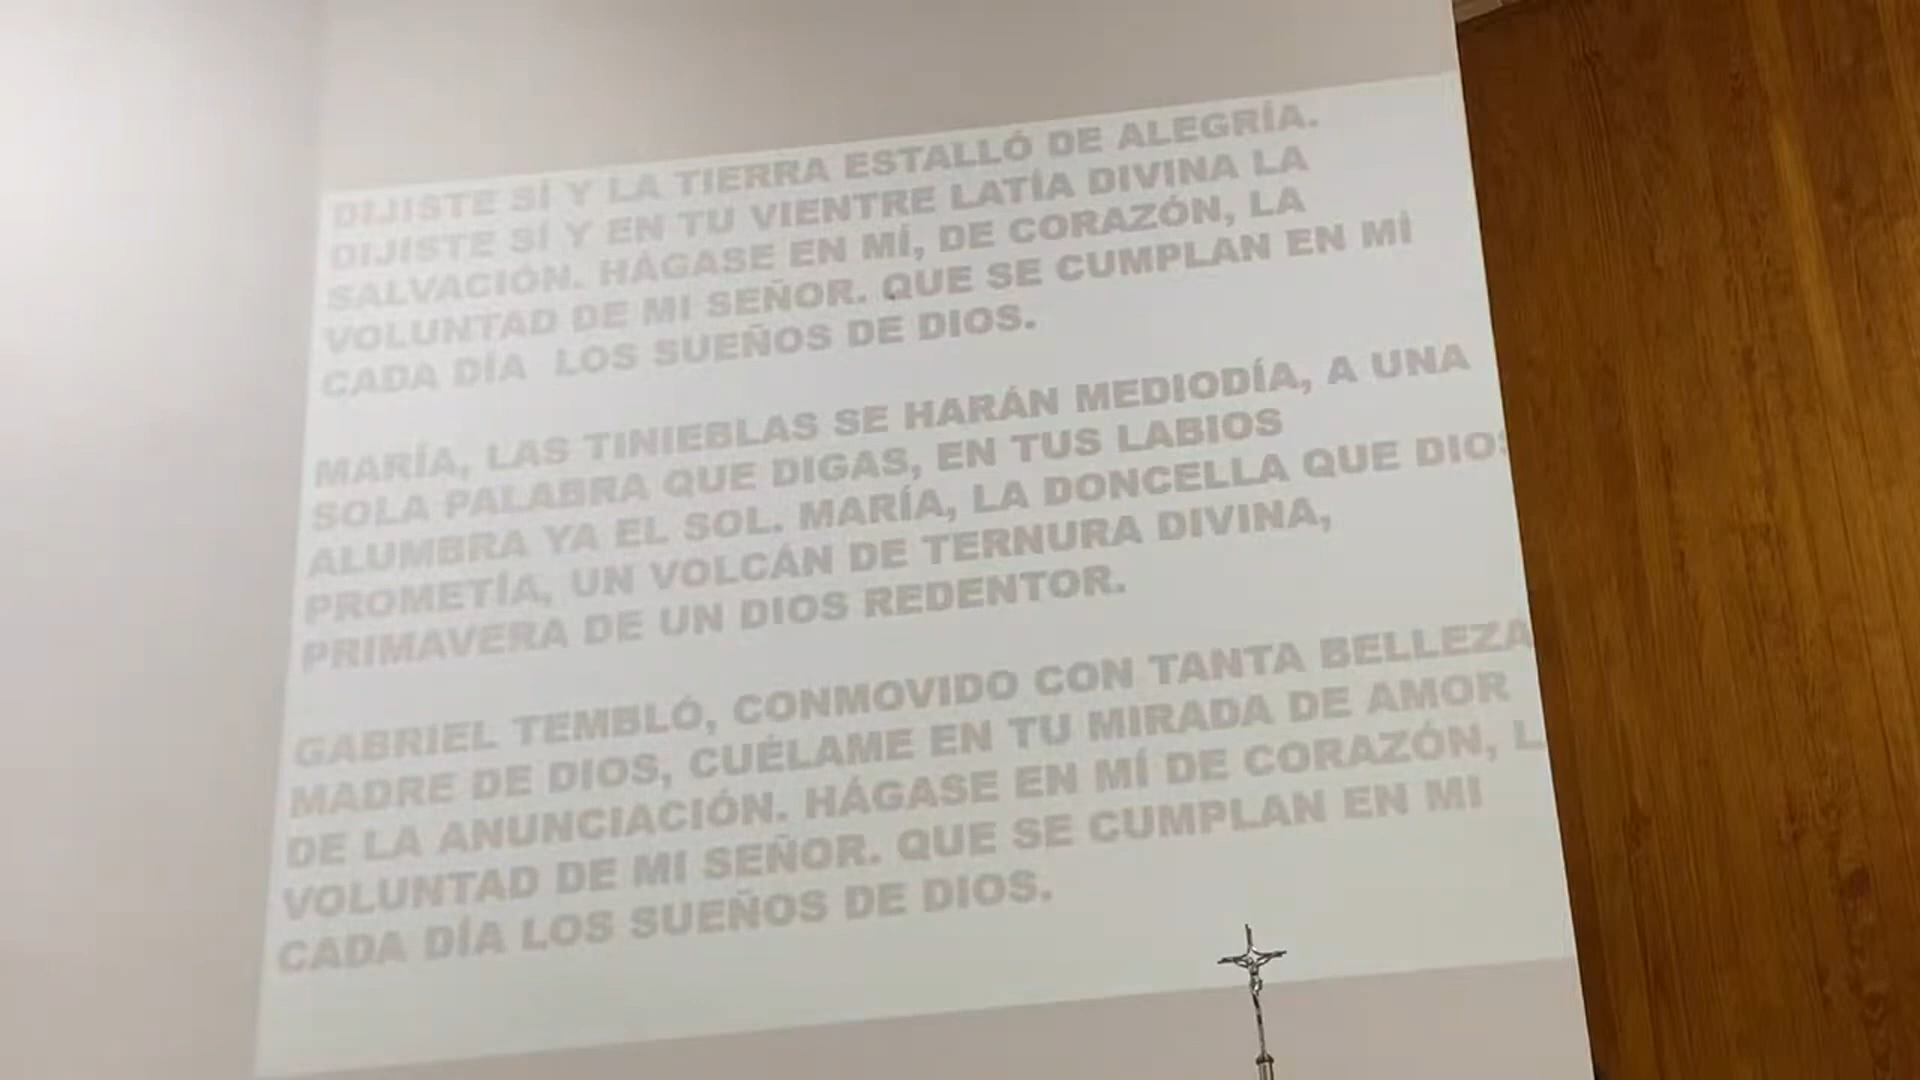 DIJISTE SÍ Y LA TIERRA ESTALLÓ DE ALEGRÍA.
DIJISTE SÍ Y EN TU VIENTRE LATÍA DIVINA LA
SALVACIÓN. HÁGASE EN MÍ, DE CORAZÓN, LA
VOLUNTAD DE MI SEÑOR. QUE SE CUMPLAN EN MÍ
CADA DÍA LOS SUEÑOS DE DIOS.
MARÍA, LAS TINIEBLAS SE HARÁN MEDIODÍA, A UNA
SOLA PALABRA QUE DIGAS, EN TUS LABIOS
ALUMBRA YA EL SOL. MARÍA, LA DONCELLA QUE DIOS
PROMETÍA, UN VOLCÁN DE TERNURA DIVINA,
PRIMAVERA DE UN DIOS REDENTOR.
GABRIEL TEMBLÓ, CONMOVIDO CON TANTA BELLEZA
MADRE DE DIOS, CUÉLAME EN TU MIRADA DE AMOR
DE LA ANUNCIACIÓN. HÁGASE EN MÍ DE CORAZÓN, L
VOLUNTAD DE MI SEÑOR. QUE SE CUMPLAN EN MI
CADA DÍA LOS SUEÑOS DE DIOS.